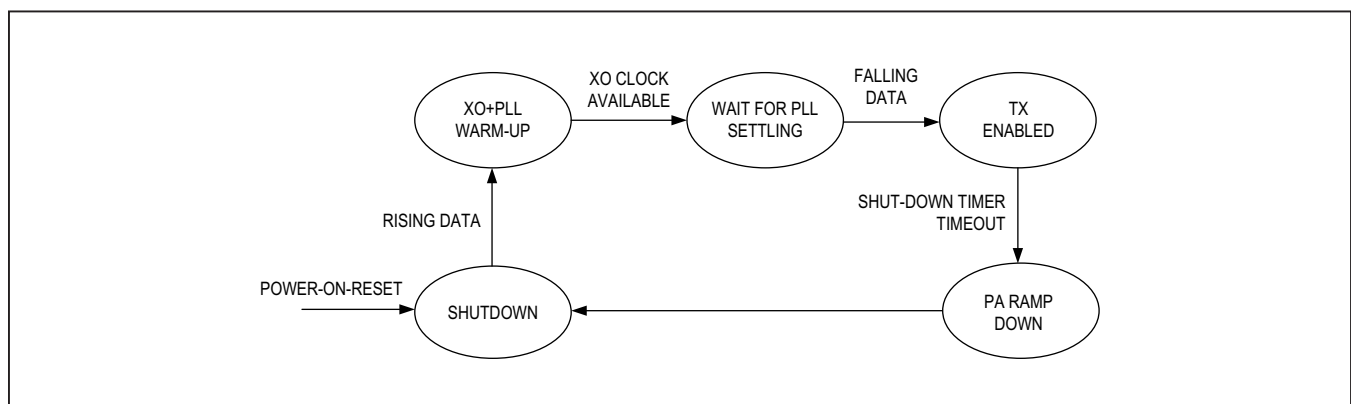 XO+PLL
WARM-UP
XO CLOCK
AVAILABLE
WAIT FOR PLL
SETTLING
FALLING
DATA
TX
ENABLED
RISING DATA
SHUT-DOWN TIMER
TIMEOUT
POWER-ON-RESET
SHUTDOWN
PA RAMP
DOWN